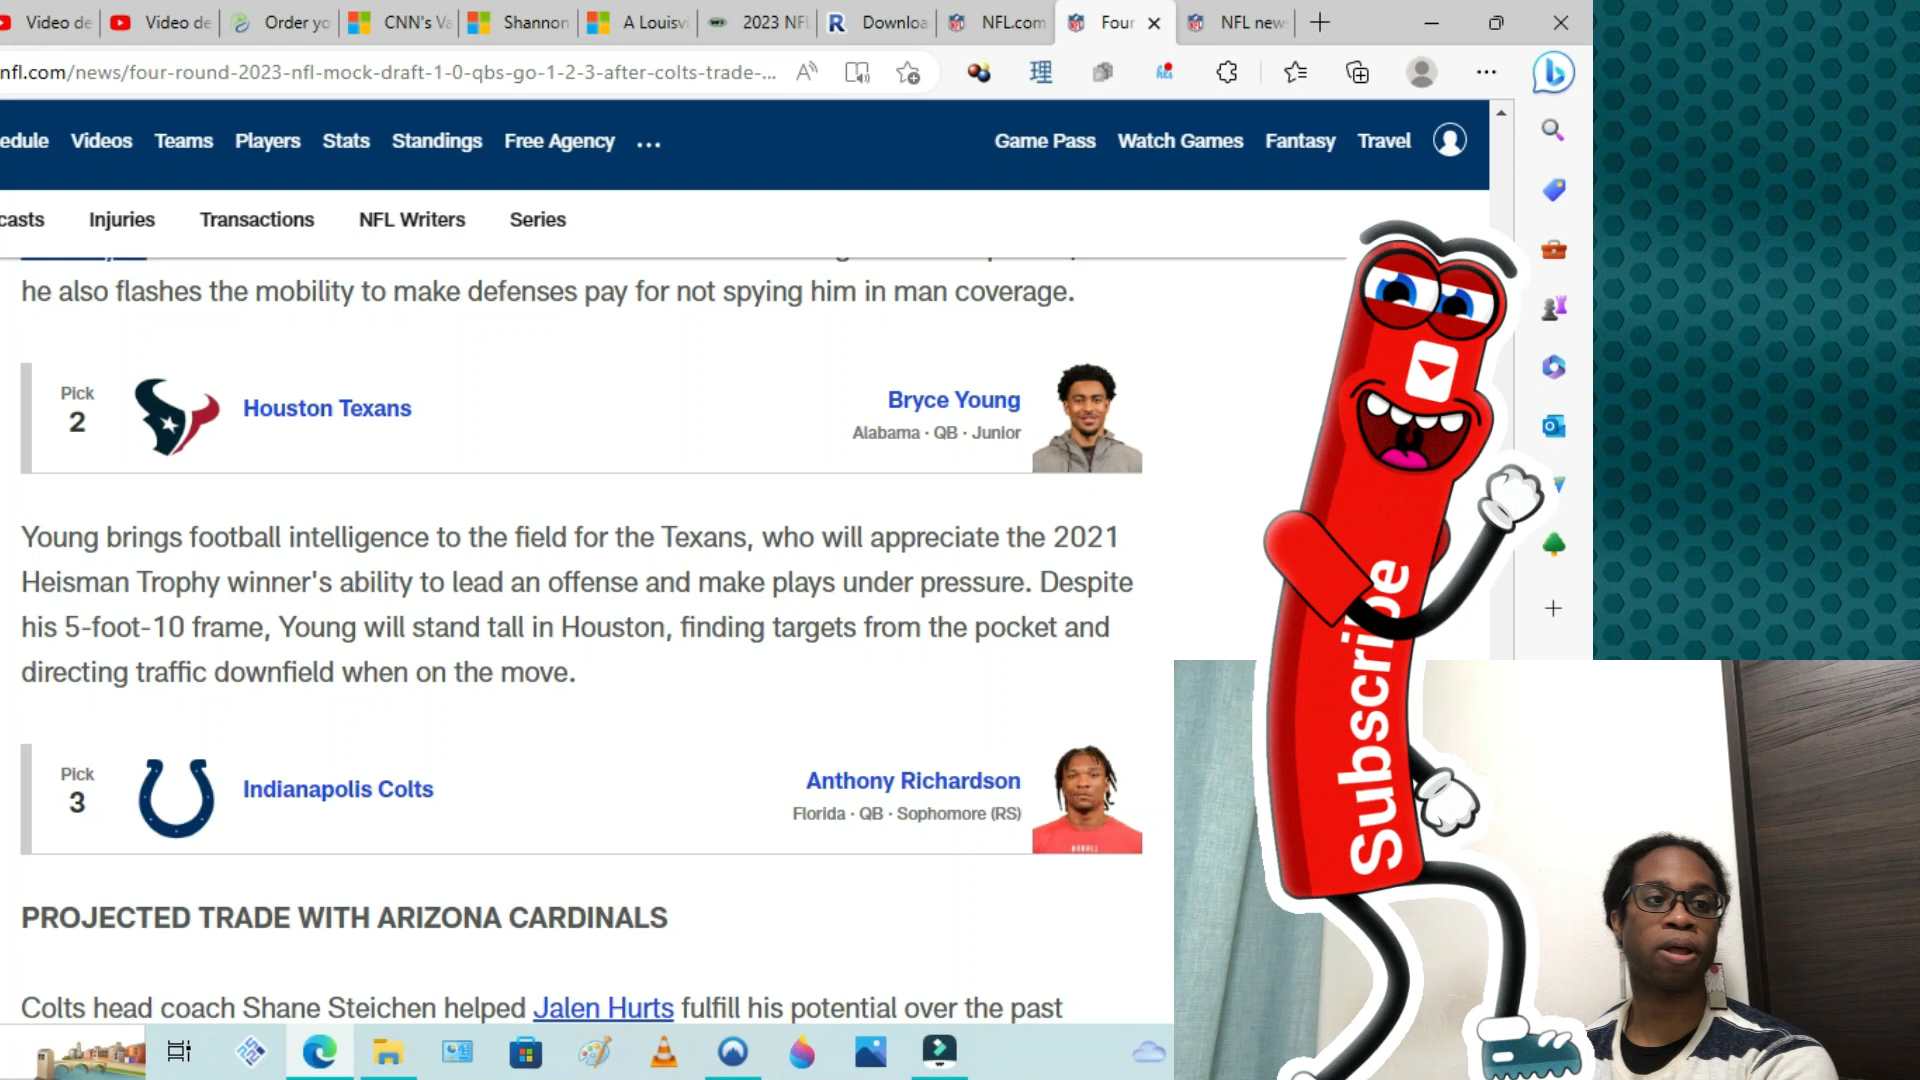 Video de
Video de
Order yo
CNN's Va
Shannon
A Louisvi
2023 NFL
Downloa
NFL.com
Four
NFL new
nfl.com/news/four-round-2023-nfl-mock-draft-1-0-qbs-go-1-2-3-after-colts-trade-...
edule Videos Teams Players Stats Standings Free Agency ...
Game Pass Watch Games Fantasy Travel
casts Injuries Transactions NFL Writers Series
he also flashes the mobility to make defenses pay for not spying him in man coverage.
Pick
2
Houston Texans
Bryce Young
Alabama · QB · Junior
Young brings football intelligence to the field for the Texans, who will appreciate the 2021
Heisman Trophy winner's ability to lead an offense and make plays under pressure. Despite
his 5-foot-10 frame, Young will stand tall in Houston, finding targets from the pocket and
directing traffic downfield when on the move.
Pick
3
Indianapolis Colts
Anthony Richardson
Florida · QB · Sophomore (RS)
PROJECTED TRADE WITH ARIZONA CARDINALS
Colts head coach Shane Steichen helped Jalen Hurts fulfill his potential over the past
Subscribe